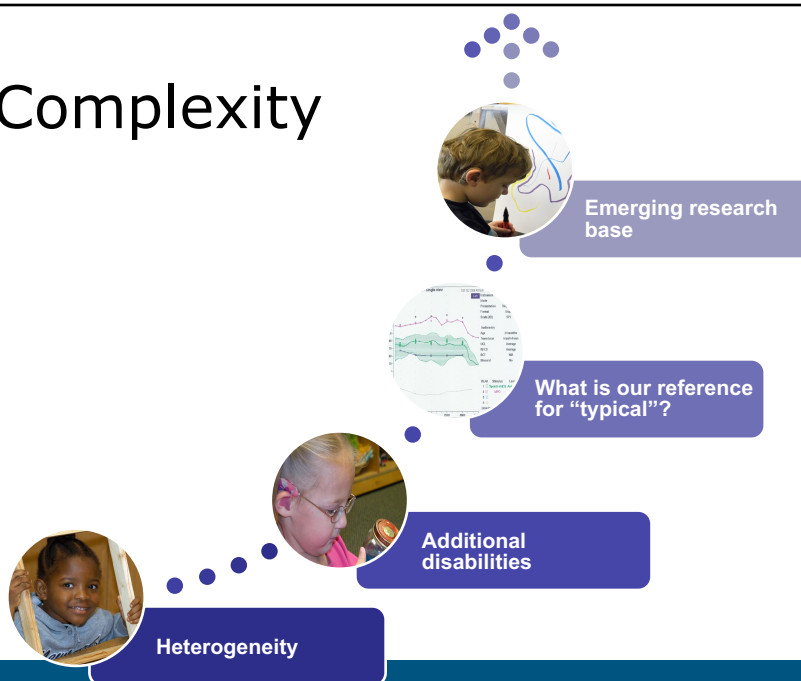 Complexity
Emerging research
base
What is our reference
for “typical”?
Additional
disabilities
Heterogeneity